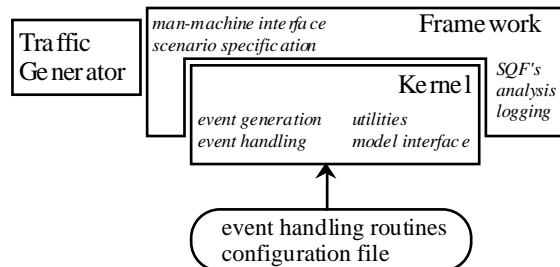 Traffic
Generator
man-machine interface
scenario specification
Framework
SQF's
analysis
logging
Kernel
event generation
event handling
utilities
model interface
event handling routines
configuration file